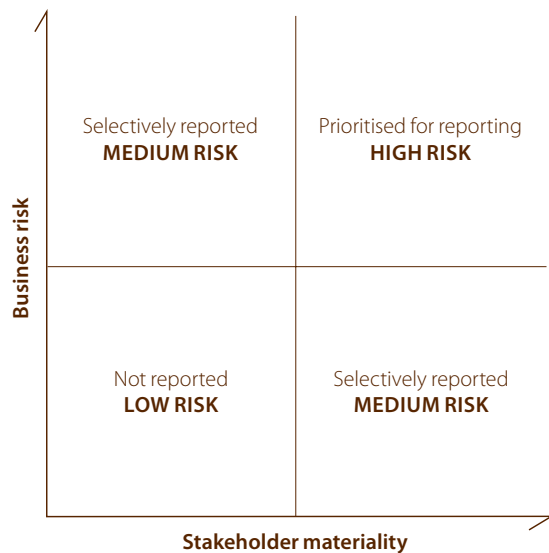 Selectively reported
MEDIUM RISK
Prioritised for reporting
HIGH RISK
Business risk
Not reported
LOW RISK
Selectively reported
MEDIUM RISK
Stakeholder materiality